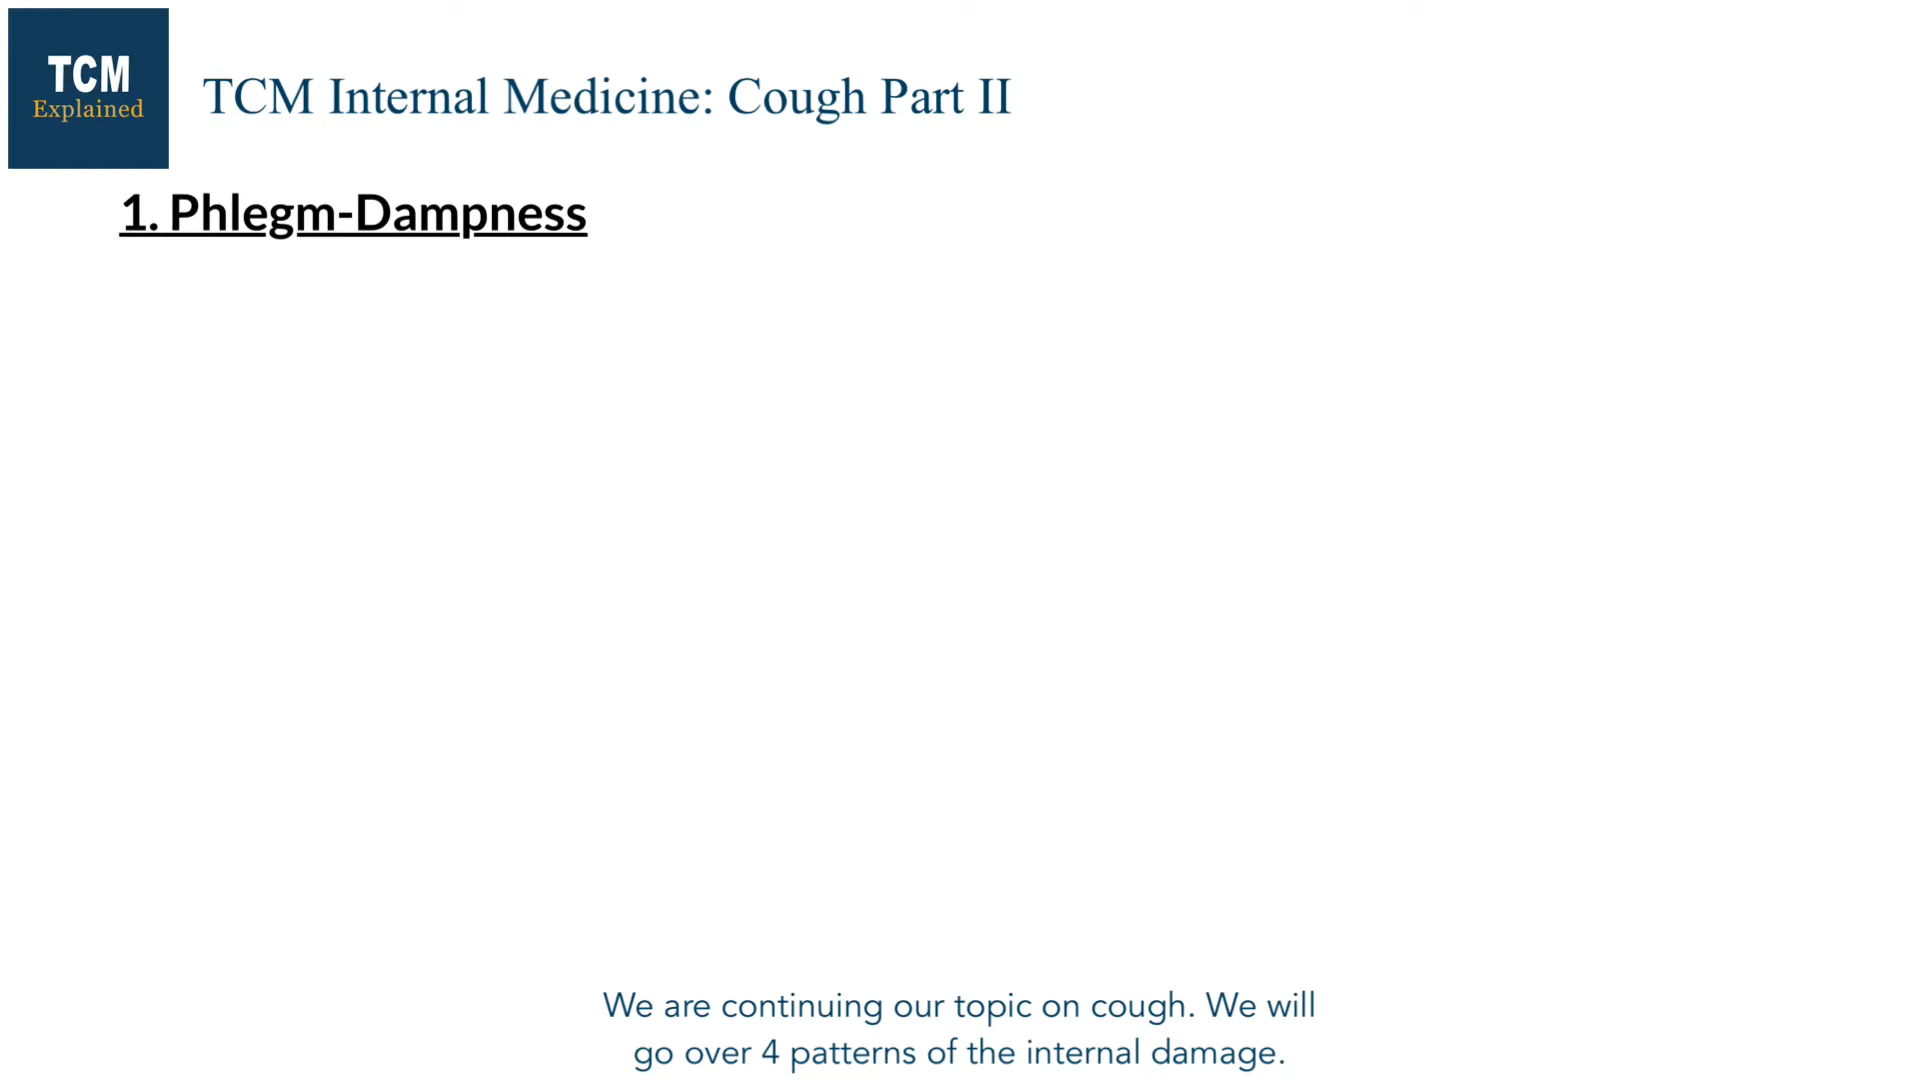 TCM
Explained
TCM Internal Medicine: Cough Part II
1. Phlegm-Dampness
We are continuing our topic on cough. We will
go over 4 patterns of the internal damage.